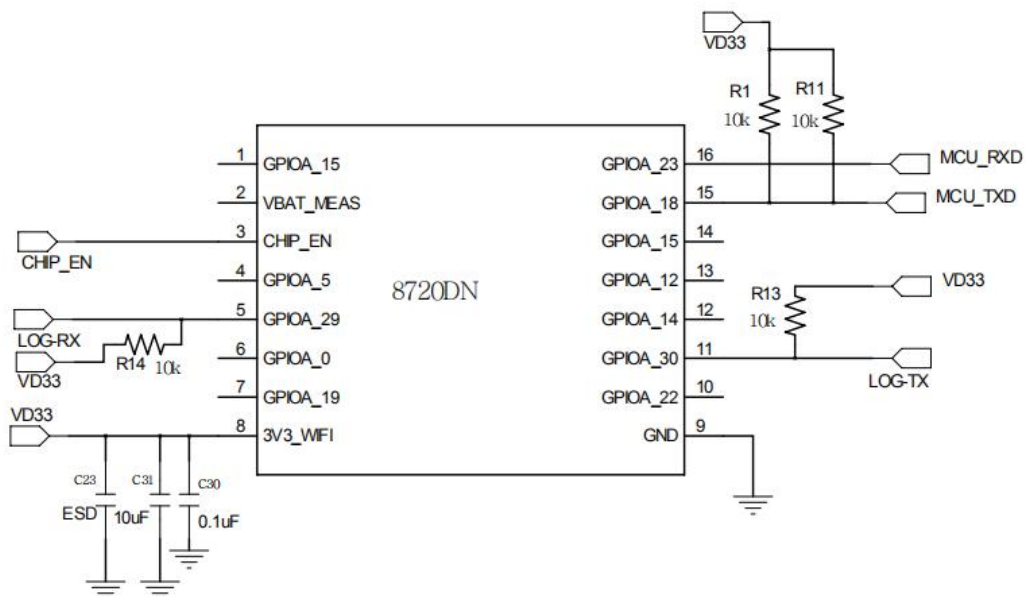 VD33
R1
10k
R11
10k
1
GPIOA_15
GPIOA_23
16
MCU_RXD
2
VBAT_MEAS
GPIOA_18
15
MCU_TXD
CHIP_EN
3
CHIP_EN
GPIOA_15
14
4
GPIOA_5
8720DN
GPIOA_12
13
R13
10k
VD33
LOG-RX
5
GPIOA_29
GPIOA_14
12
VD33
R14
10k
6
GPIOA_0
GPIOA_30
11
LOG-TX
7
GPIOA_19
GPIOA_22
10
VD33
8
3V3_WIFI
GND
9
C23
C31
C30
ESD
10uF
0.1uF